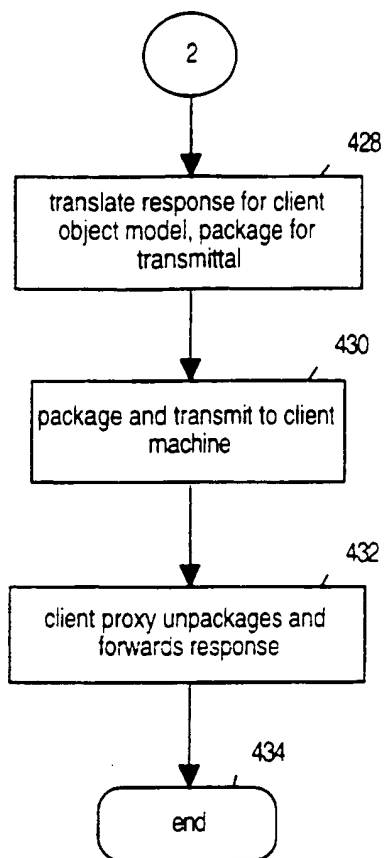 2
428
translate response for client
object model, package for
transmittal
430
package and transmit to client
machine
432
client proxy unpackages and
forwards response
434
end